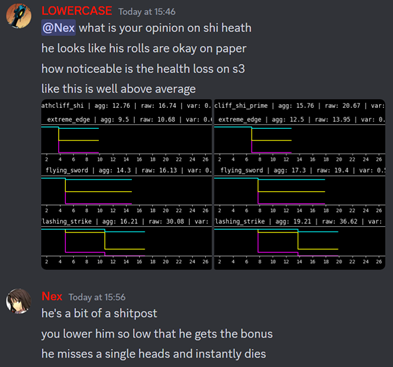 LOWERCASE Today at 15:46
@Nex what is your opinion on shi heath
he looks like his rolls are okay on paper
how noticeable is the health loss on s3
like this is well above average
athcliff_shi | agg: 12.76 | raw: 16.74 | var: 0.
cliff_shi_prime | agg: 15.76 | raw: 20.67 | var:
extreme_edge | agg: 9.5 | raw: 10.68 | var: 0.
extreme_edge | agg: 12.5 | raw: 13.95 | var: 0.
2 4 6 8 10 12 14 16 18 20 22 24 26
2 4 6 8 10 12 14 16 18 20 22 24 26
flying_sword | agg: 14.3 | raw: 16.13 | var: 0.
flying_sword | agg: 17.3 | raw: 19.4 | var: 0.
2 4 6 8 10 12 14 16 18 20 22 24 26
2 4 6 8 10 12 14 16 18 20 22 24 26
lashing_strike | agg: 16.21 | raw: 30.08 | var:
lashing_strike | agg: 19.21 | raw: 36.62 | var:
2 4 6 8 10 12 14 16 18 20 22 24 26
2 4 6 8 10 12 14 16 18 20 22 24 26
Nex Today at 15:56
he's a bit of a shitpost
you lower him so low that he gets the bonus
he misses a single heads and instantly dies